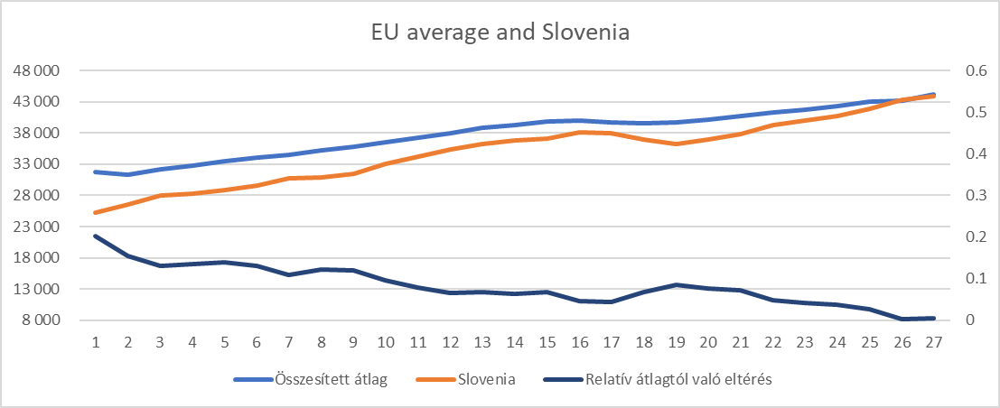 EU average and Slovenia
48 000 0.6
43 000 0.5
38 000 0.4
33 000
28 000 0.3
23 000 0.2
18 000
13 000 0.1
8 000 0
1 2 3 4 5 6 7 8 9 10 11 12 13 14 15 16 17 18 19 20 21 22 23 24 25 26 27
Összesített átlag Slovenia Relatív átlagtól való eltérés